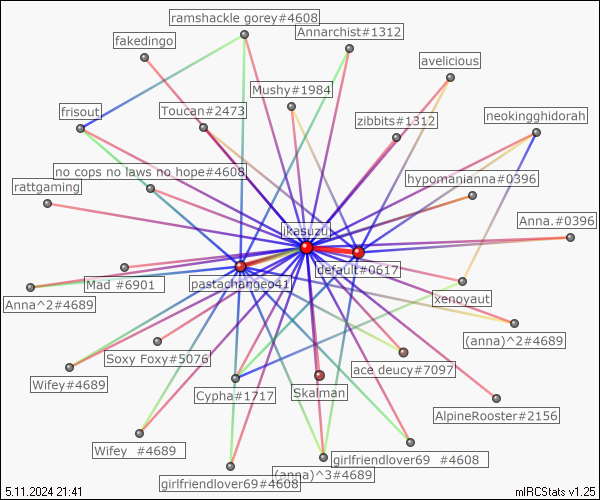 ramshackle gorey#4608
Annarchist#1312
fakedingo
avelicious
Mushy#1984
frisout
Toucan#2473
zibbits#1312
neokingghidorah
no cops no laws no hope#4608
hypomanianna#0396
rattgaming
Anna.#0396
ikasuzu
default#0617
Mad #6901
pastachangeo41
Anna^2#4689
xenoyaut
(anna)^2#4689
Soxy Foxy#5076
ace deucy#7097
Wifey#4689
Cypha#1717
Skalman
AlpineRooster#2156
Wifey #4689
girlfriendlover69 #4608
(anna)^3#4689
girlfriendlover69#4608
5.11.2024 21:41
mIRCStats v1.25